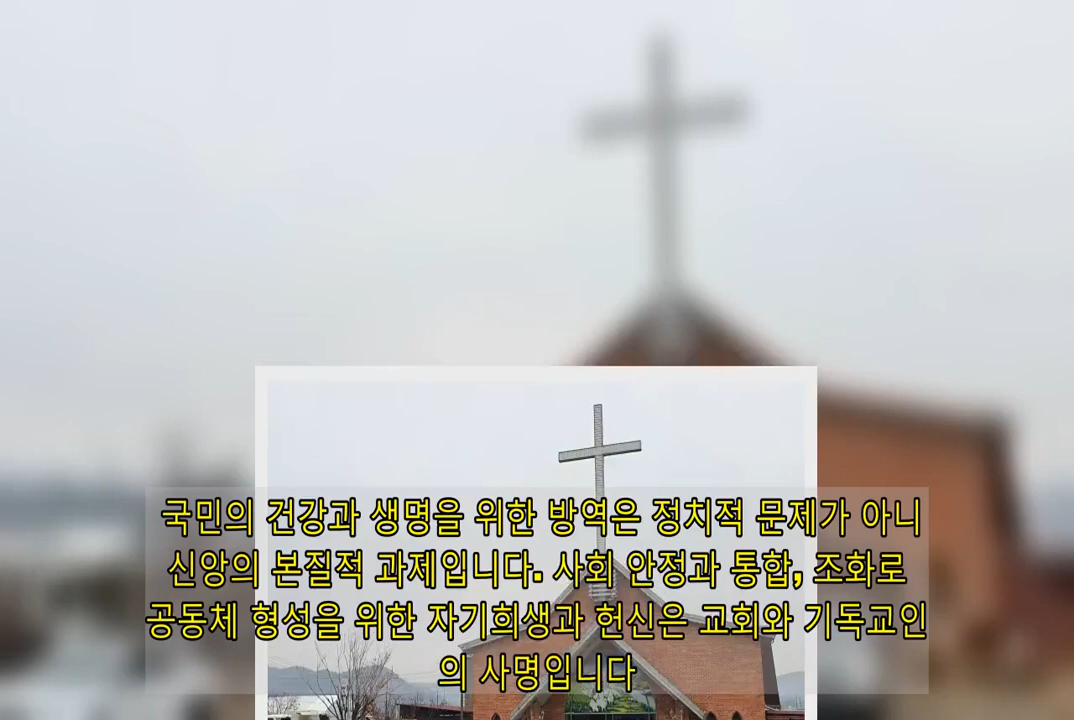 국민의 건강과 생명을 위한 방역은 정치적 문제가 아니
신앙의 본질적 과제입니다. 사회 안정과 통합, 조화로
공동체 형성을 위한 자기희생과 헌신은 교회와 기독교인
의 사명입니다